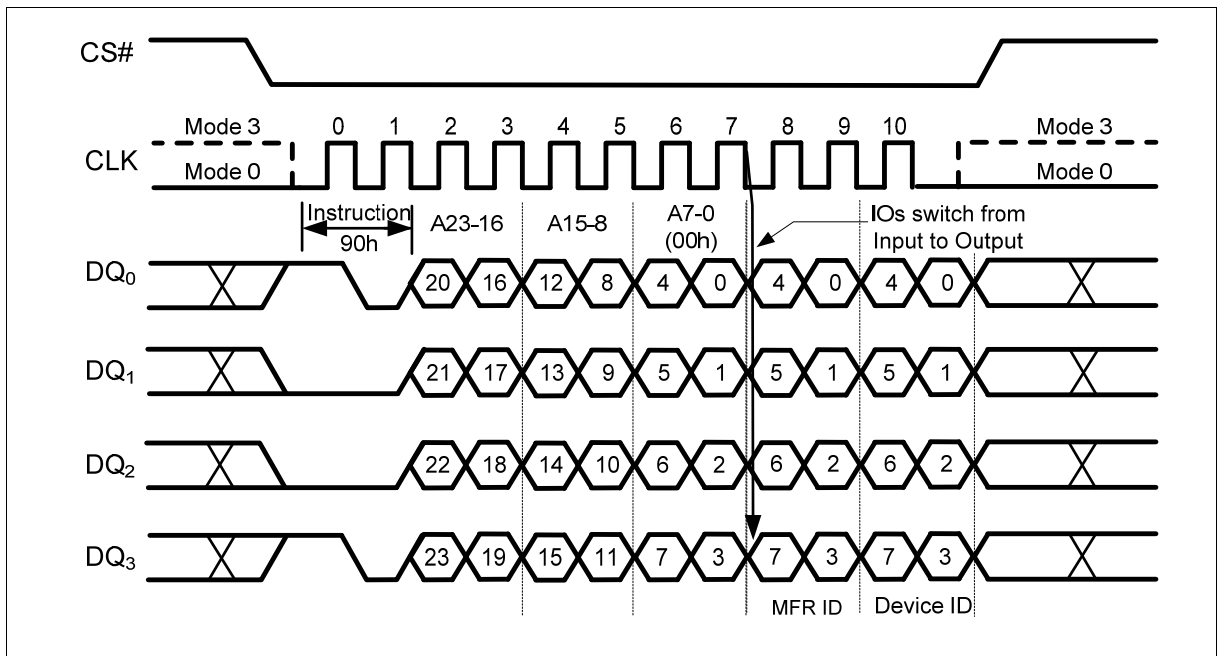 CS#
Mode 3 0 1 2 3 4 5 6 7 8 9 10 Mode 3
CLK
Mode 0 Mode 0
Instruction A23-16 A15-8 A7-0 IOs switch from
90h (00h) Input to Output
DQ0 20 16 12 8 4 0 4 0 4 0
DQ1 21 17 13 9 5 1 5 1 5 1
DQ2 22 18 14 10 6 2 6 2 6 2
DQ3 23 19 15 11 7 3 7 3 7 3
MFR ID Device ID